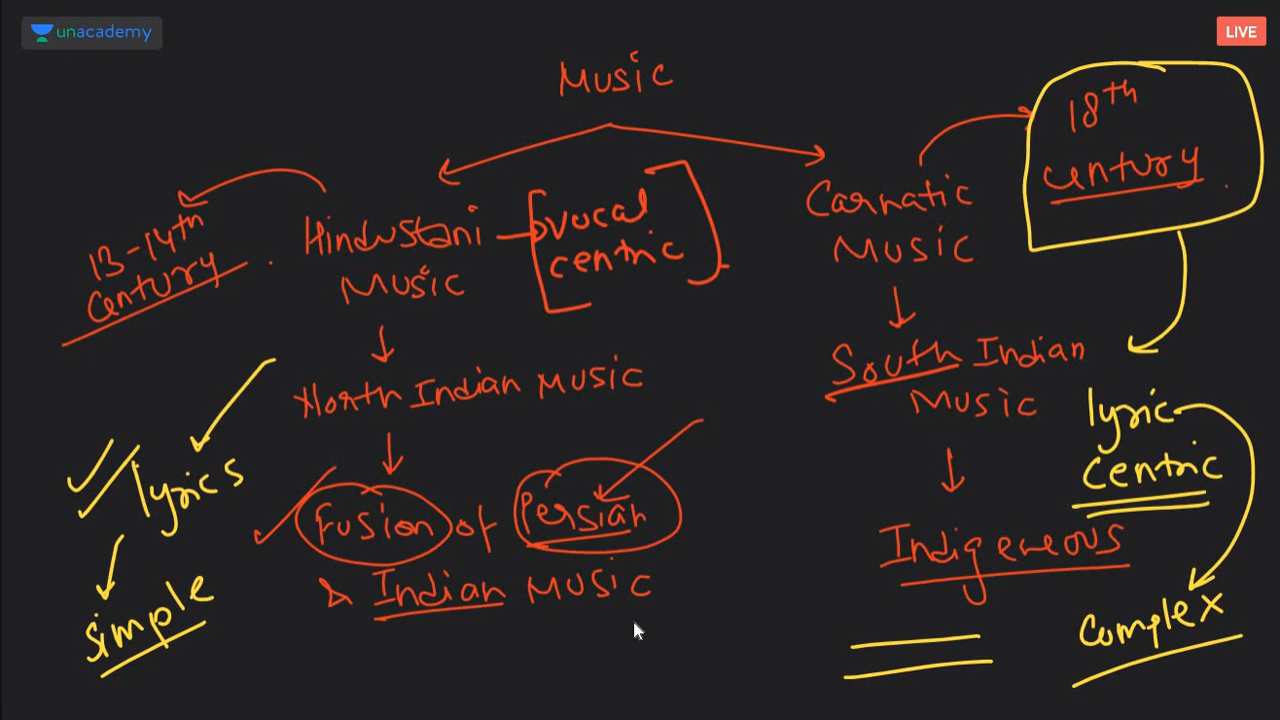 unacademy
LIVE
Music
18th
century
13-14th
century
Hindustani
Music
vocal
centric
Carnatic
Music
North Indian Music
South Indian
Music
lyrics
simple
Fusion of Persian
& Indian Music
lyric
centric
Indigeneous
complex